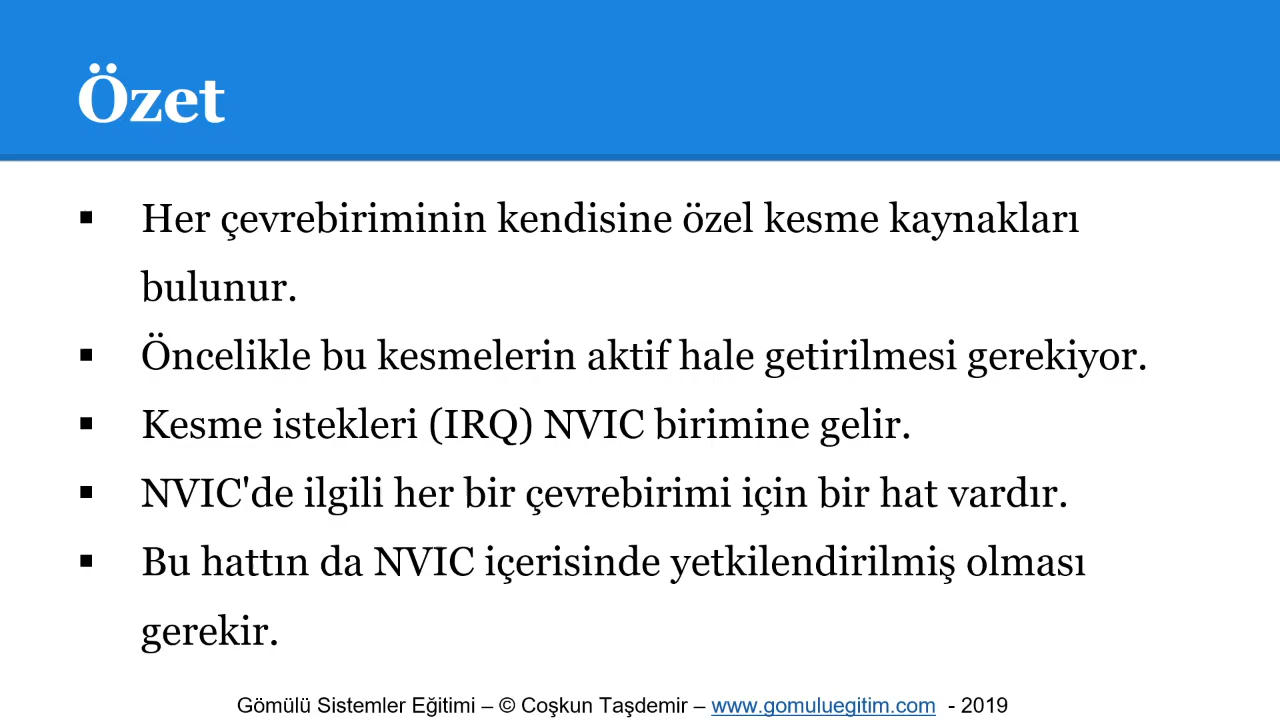 Özet
▪ Her çevrebiriminin kendisine özel kesme kaynakları
bulunur.
▪ Öncelikle bu kesmelerin aktif hale getirilmesi gerekiyor.
▪ Kesme istekleri (IRQ) NVIC birimine gelir.
▪ NVIC'de ilgili her bir çevrebirimi için bir hat vardır.
▪ Bu hattın da NVIC içerisinde yetkilendirilmiş olması
gerekir.
Gömülü Sistemler Eğitimi – © Coşkun Taşdemir – www.gomuluegitim.com - 2019